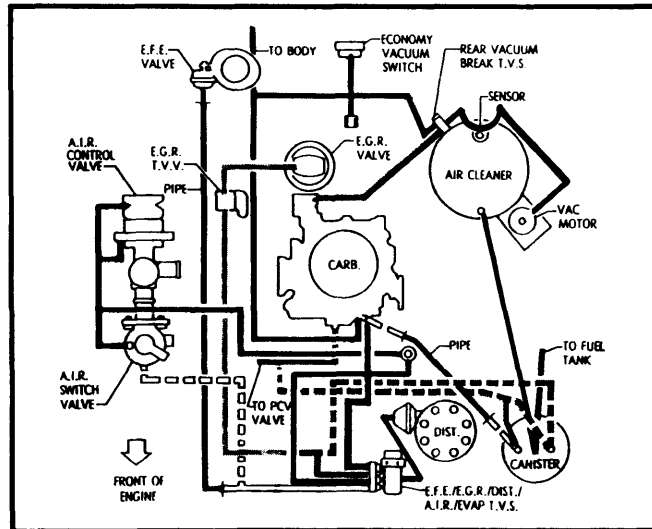 E.F.E.
VALVE
TO BODY
ECONOMY
VACUUM
SWITCH
REAR VACUUM
BREAK T.V.S.
SENSOR
A.I.R.
CONTROL
VALVE
E.G.R.
T.V.V.
PIPE
E.G.R.
VALVE
AIR CLEANER
VAC
MOTOR
CARB.
PIPE
TO FUEL
TANK
A.I.R.
SWITCH
VALVE
TO PCV
VALVE
DIST.
CANISTER
FRONT OF
ENGINE
E.F.E./E.G.R./DIST./
A.I.R./EVAP T.V.S.